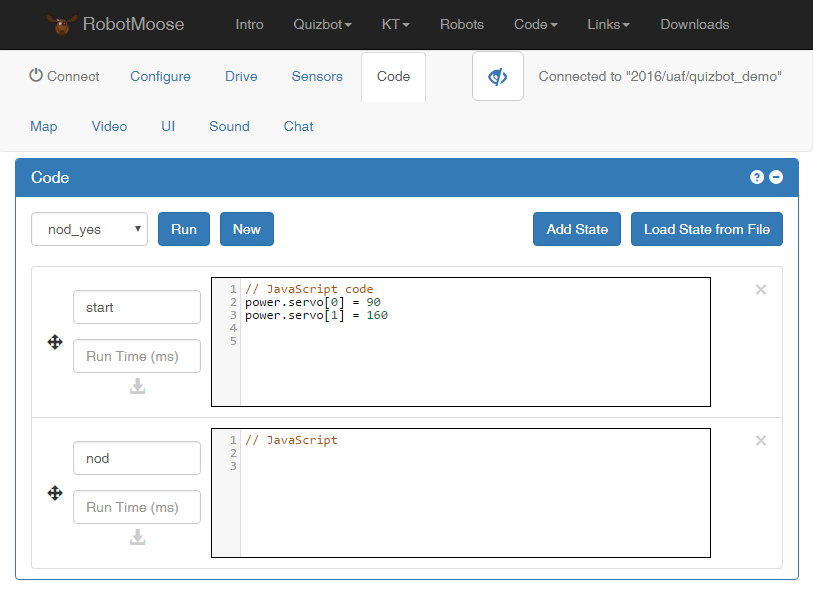 RobotMoose Intro Quizbot KT Robots Code Links Downloads
Connect Configure Drive Sensors Code Connected to "2016/uaf/quizbot_demo"
Map Video UI Sound Chat
Code
nod_yes Run New Add State Load State from File
start
Run Time (ms)
1 // JavaScript code
2 power.servo[0] = 90
3 power.servo[1] = 160
4
5
nod
Run Time (ms)
1 // JavaScript
2
3